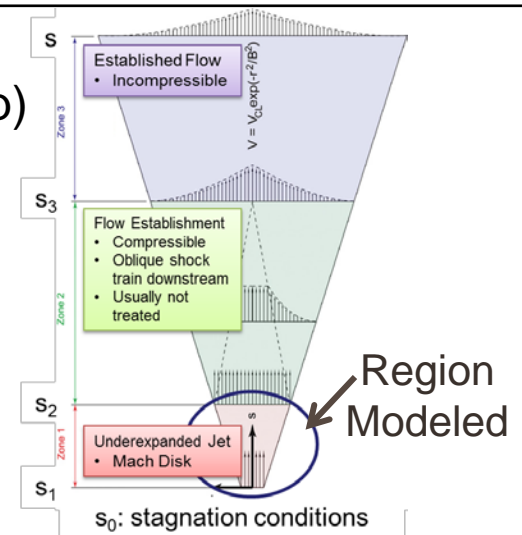 s
Established Flow
• Incompressible
o)
Zone 3
V = V_CL exp(-r²/B²)
s₃
Flow Establishment
• Compressible
• Oblique shock
train downstream
• Usually not
treated
Zone 2
Region
Modeled
s₂
s
Underexpanded Jet
• Mach Disk
Zone 1
s₁
s₀: stagnation conditions